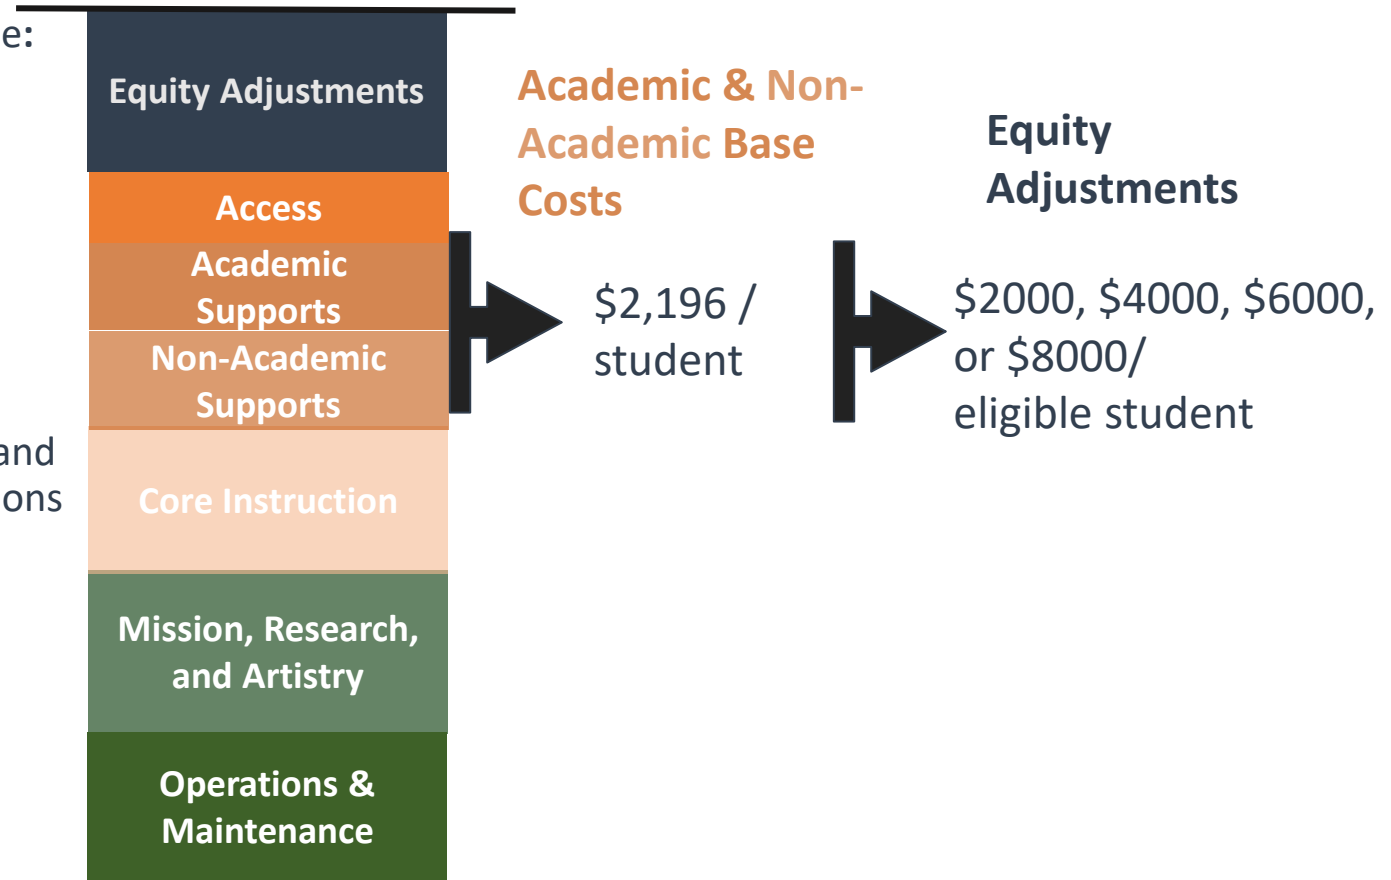 e:
Equity Adjustments
Access
Academic
Supports
Non-Academic
Supports
and
ons
Core Instruction
Mission, Research,
and Artistry
Operations &
Maintenance
Academic & Non-
Academic Base
Costs
$2,196 /
student
Equity
Adjustments
$2000, $4000, $6000,
or $8000/
eligible student